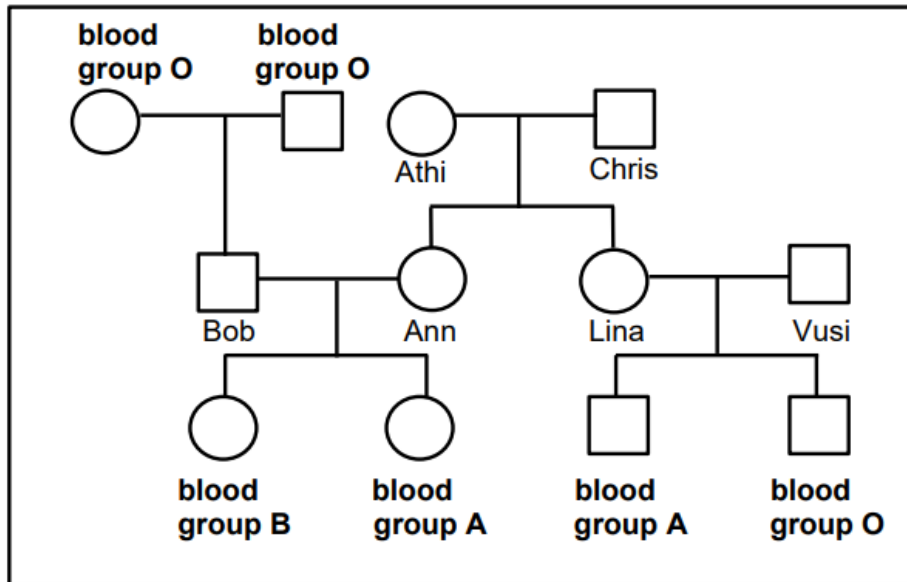 blood
group O
blood
group O
Athi
Chris
Bob
Ann
Lina
Vusi
blood
group B
blood
group A
blood
group A
blood
group O